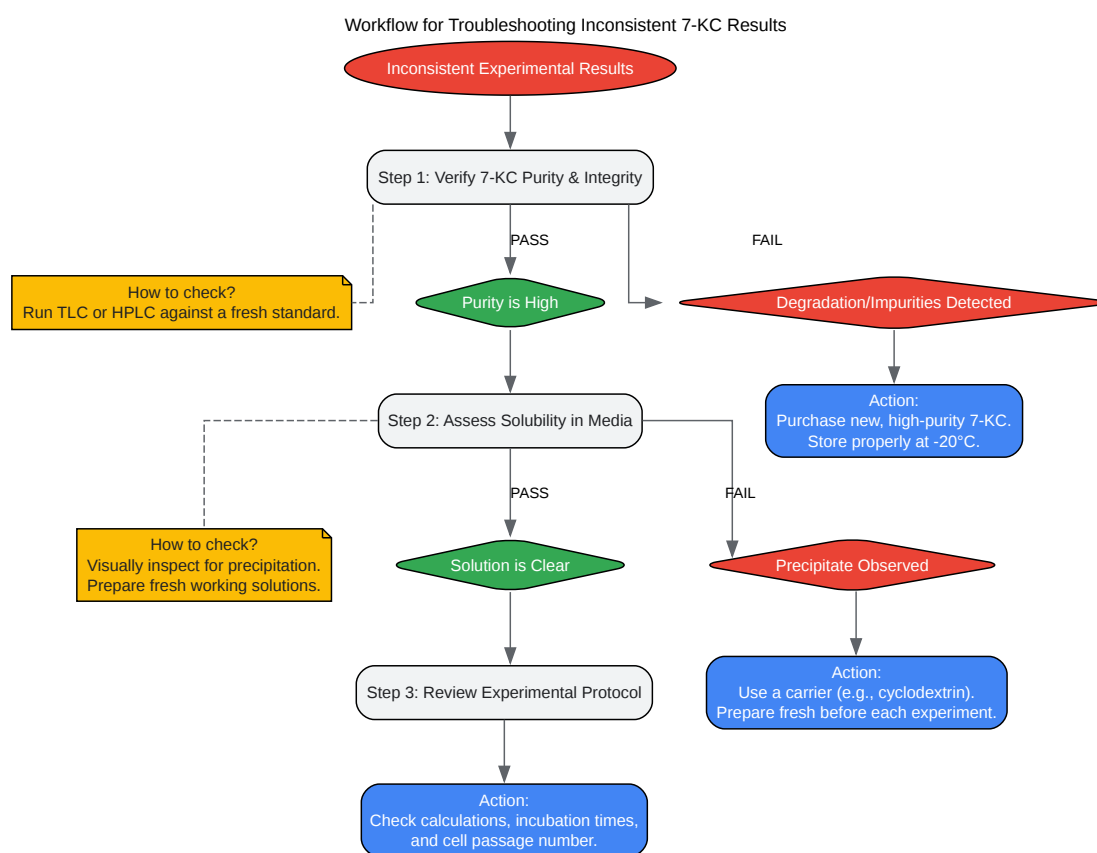 Workflow for Troubleshooting Inconsistent 7-KC Results
Inconsistent Experimental Results
Step 1: Verify 7-KC Purity & Integrity
PASS
FAIL
How to check?
Run TLC or HPLC against a fresh standard.
Purity is High
Degradation/Impurities Detected
Action:
Purchase new, high-purity 7-KC.
Store properly at -20°C.
Step 2: Assess Solubility in Media
PASS
FAIL
How to check?
Visually inspect for precipitation.
Prepare fresh working solutions.
Solution is Clear
Precipitate Observed
Action:
Use a carrier (e.g., cyclodextrin).
Prepare fresh before each experiment.
Step 3: Review Experimental Protocol
Action:
Check calculations, incubation times,
and cell passage number.